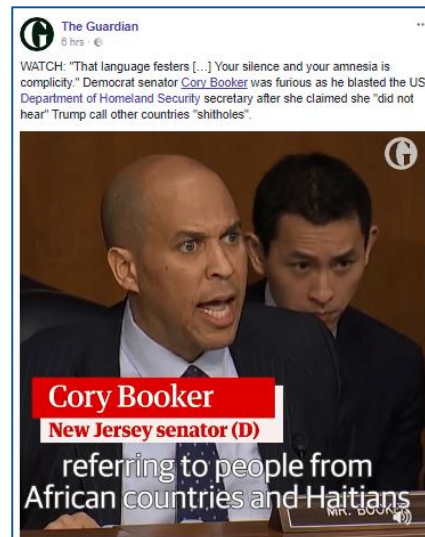 The Guardian
6 hrs ·
WATCH: "That language festers [...] Your silence and your amnesia is
complicity." Democrat senator Cory Booker was furious as he blasted the US
Department of Homeland Security secretary after she claimed she "did not
hear" Trump call other countries "shitholes".
Cory Booker
New Jersey senator (D)
referring to people from
African countries and Haitians
MR. BOOKER